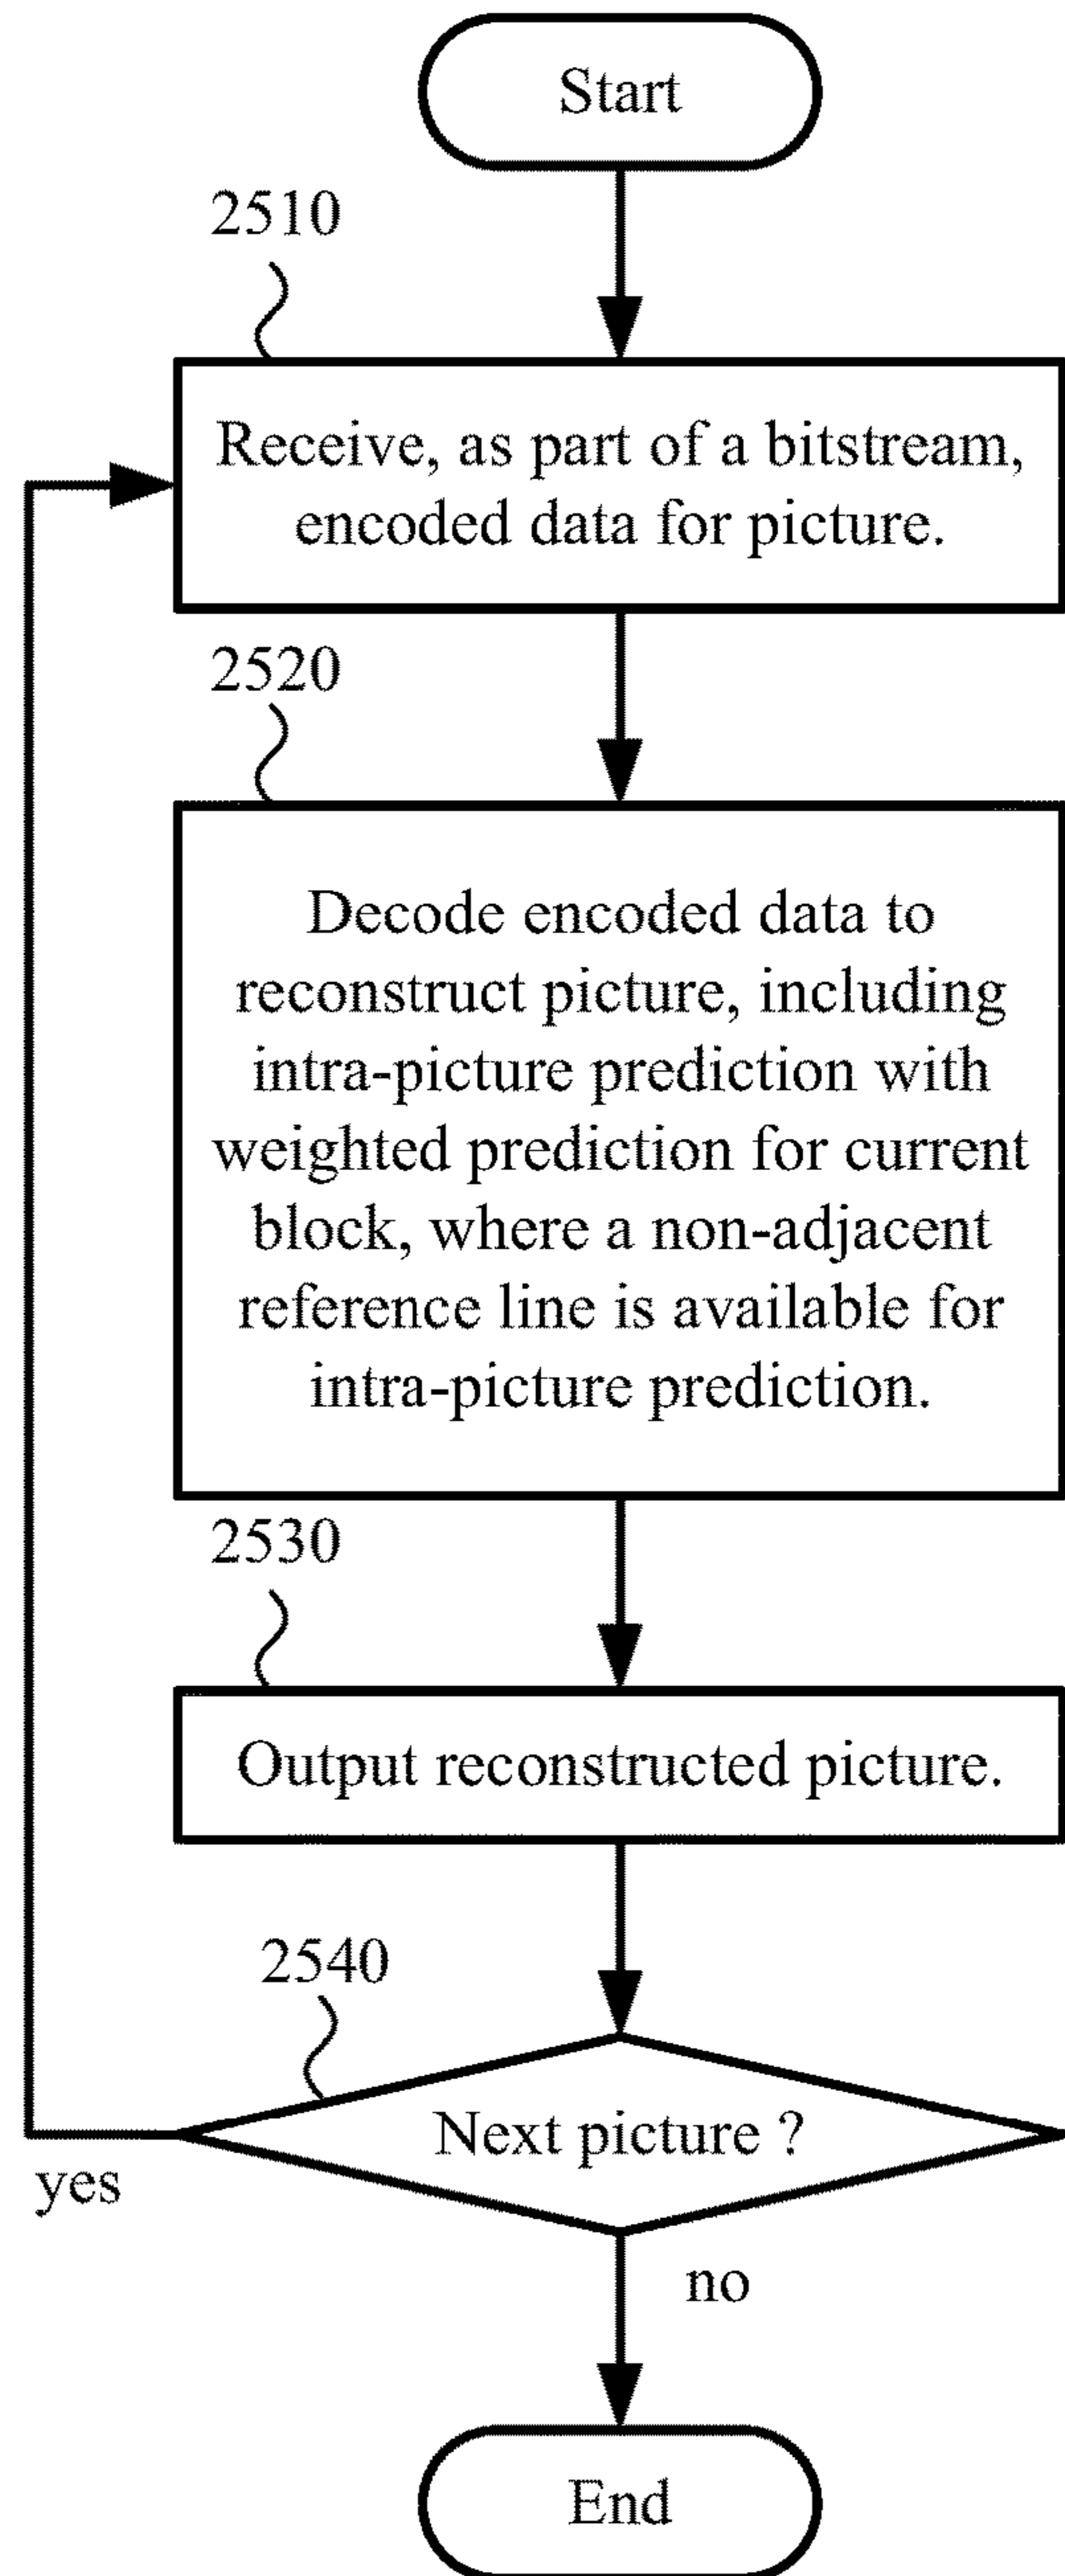 Start
2510
Receive, as part of a bitstream,
encoded data for picture.
2520
Decode encoded data to
reconstruct picture, including
intra-picture prediction with
weighted prediction for current
block, where a non-adjacent
reference line is available for
intra-picture prediction.
2530
Output reconstructed picture.
2540
Next picture ?
yes
no
End